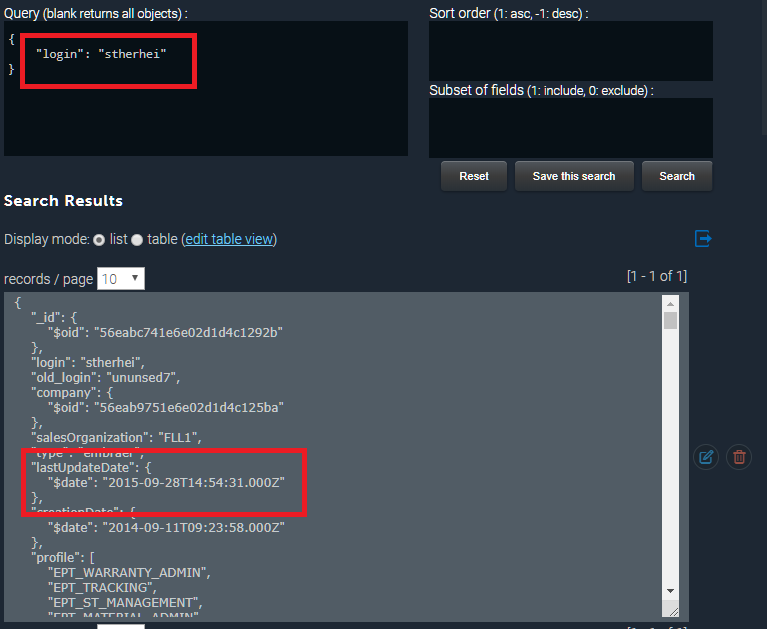 Query (blank returns all objects) :
{
"login": "stherhei"
}
Sort order (1: asc, -1: desc) :
Subset of fields (1: include, 0: exclude) :
Reset Save this search Search
Search Results
Display mode: list table (edit table view)
records / page 10 [1 - 1 of 1]
{
"_id": {
"$oid": "56eabc741e6e02d1d4c1292b"
},
"login": "stherhei",
"old_login": "ununsed7",
"company": {
"$oid": "56eab9751e6e02d1d4c125ba"
},
"salesOrganization": "FLL1",
"type": "embraer",
"lastUpdateDate": {
"$date": "2015-09-28T14:54:31.000Z"
},
"creationDate": {
"$date": "2014-09-11T09:23:58.000Z"
},
"profile": [
"EPT_WARRANTY_ADMIN",
"EPT_TRACKING",
"EPT_ST_MANAGEMENT",
"EPT_MATERIAL_ADMIN"